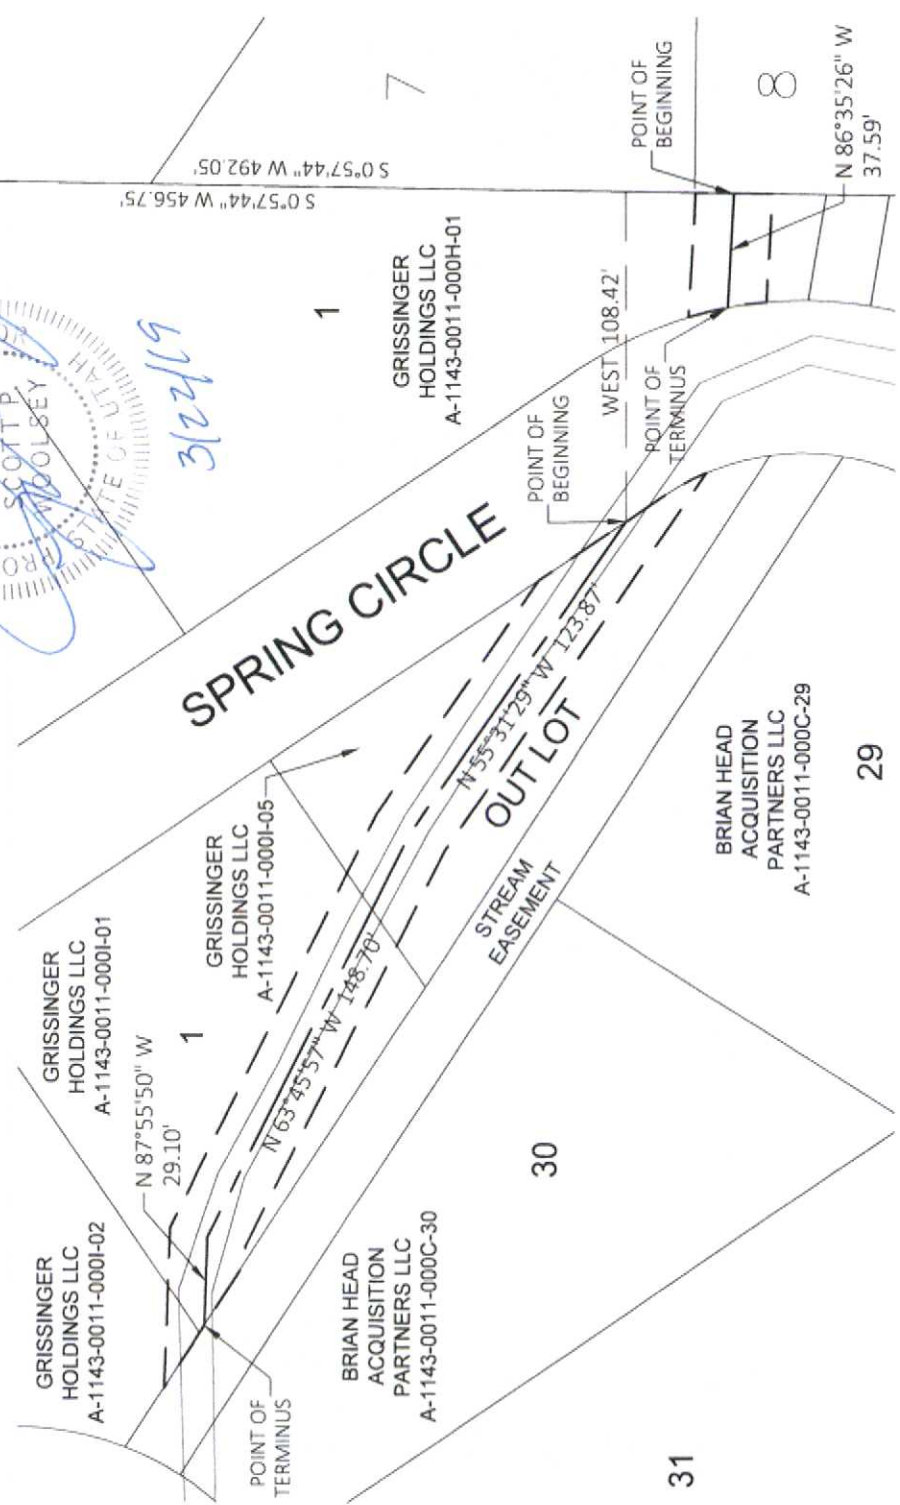 GRISSINGER
HOLDINGS LLC
A-1143-0011-000I-02
GRISSINGER
HOLDINGS LLC
A-1143-0011-000I-01
N 87°55'50" W
29.10'
1
GRISSINGER
HOLDINGS LLC
A-1143-0011-000I-05
SPRING CIRCLE
SCOTT P.
WOOLSEY
STATE OF UTAH
3/22/19
1
GRISSINGER
HOLDINGS LLC
A-1143-0011-000H-01
S 0°57'44" W 456.75'
S 0°57'44" W 492.05'
7
POINT OF
TERMINUS
N 63°45'57" W 148.70'
N 55°31'29" W 123.87'
POINT OF
BEGINNING
WEST 108.42'
POINT OF
TERMINUS
POINT OF
BEGINNING
8
N 86°35'26" W
37.59'
BRIAN HEAD
ACQUISITION
PARTNERS LLC
A-1143-0011-000C-30
30
OUT LOT
STREAM
EASEMENT
BRIAN HEAD
ACQUISITION
PARTNERS LLC
A-1143-0011-000C-29
29
31